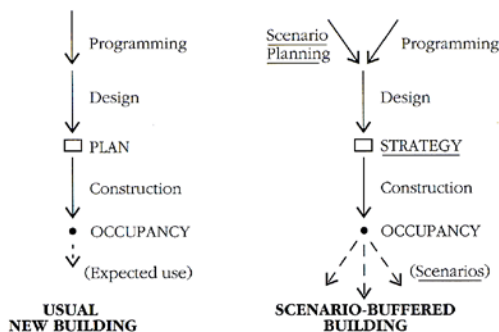 Programming
Design
PLAN
Construction
OCCUPANCY
(Expected use)
USUAL
NEW BUILDING
Scenario
Planning
Programming
Design
STRATEGY
Construction
OCCUPANCY
(Scenarios)
SCENARIO-BUFFERED
BUILDING